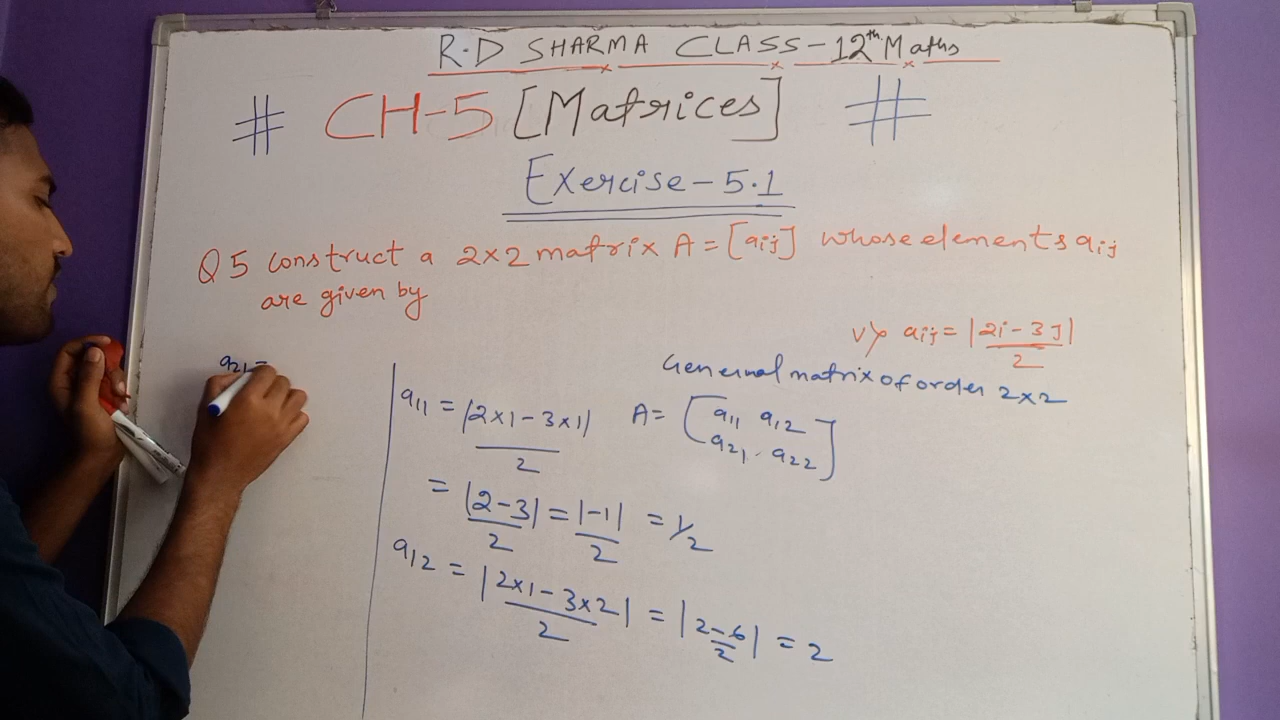 R.D SHARMA CLASS-12th Maths
# CH-5 [Matrices] #
Exercise-5.1
Q5 construct a 2×2 matrix A=[aij] whose elements aij
are given by
v> aij = |2i-3j|/2
General matrix of order 2×2
a21 =
a11 = |2×1-3×1|/2
A= [a11 a12
a21 . a22]
= |2-3|/2 = |-1|/2 = 1/2
a12 = |2×1-3×2|/2 = |2-6|/2 = 2